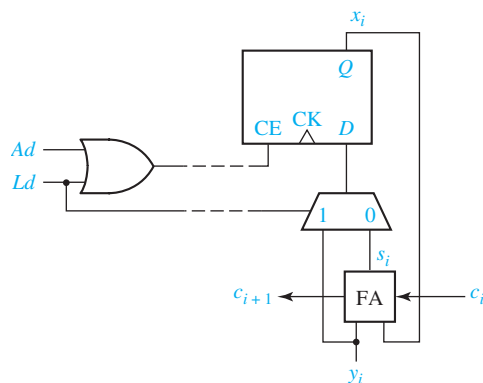 x_i
Q
CE CK D
Ad
Ld
1 0
s_i
c_{i+1} FA c_i
y_i